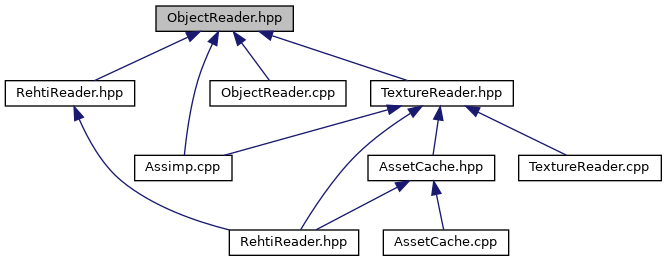 ObjectReader.hpp
RehtiReader.hpp
ObjectReader.cpp
TextureReader.hpp
Assimp.cpp
AssetCache.hpp
TextureReader.cpp
RehtiReader.hpp
AssetCache.cpp